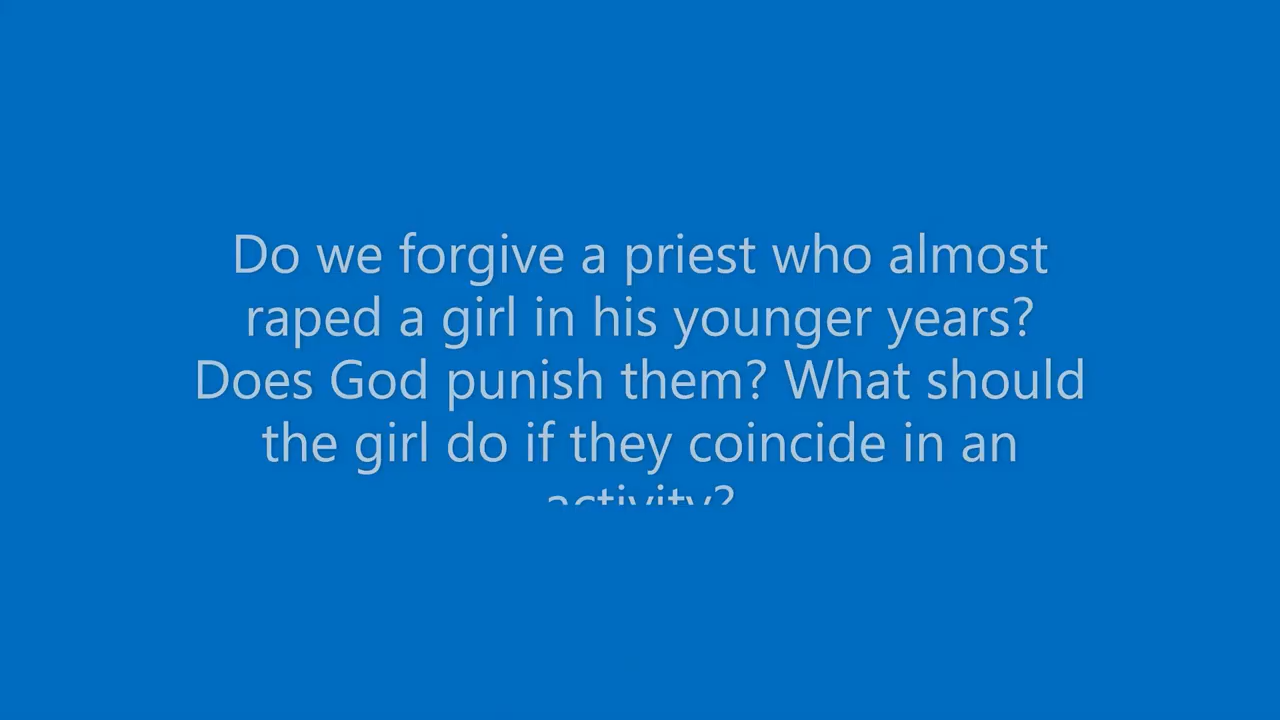 Do we forgive a priest who almost
raped a girl in his younger years?
Does God punish them? What should
the girl do if they coincide in an
activity?